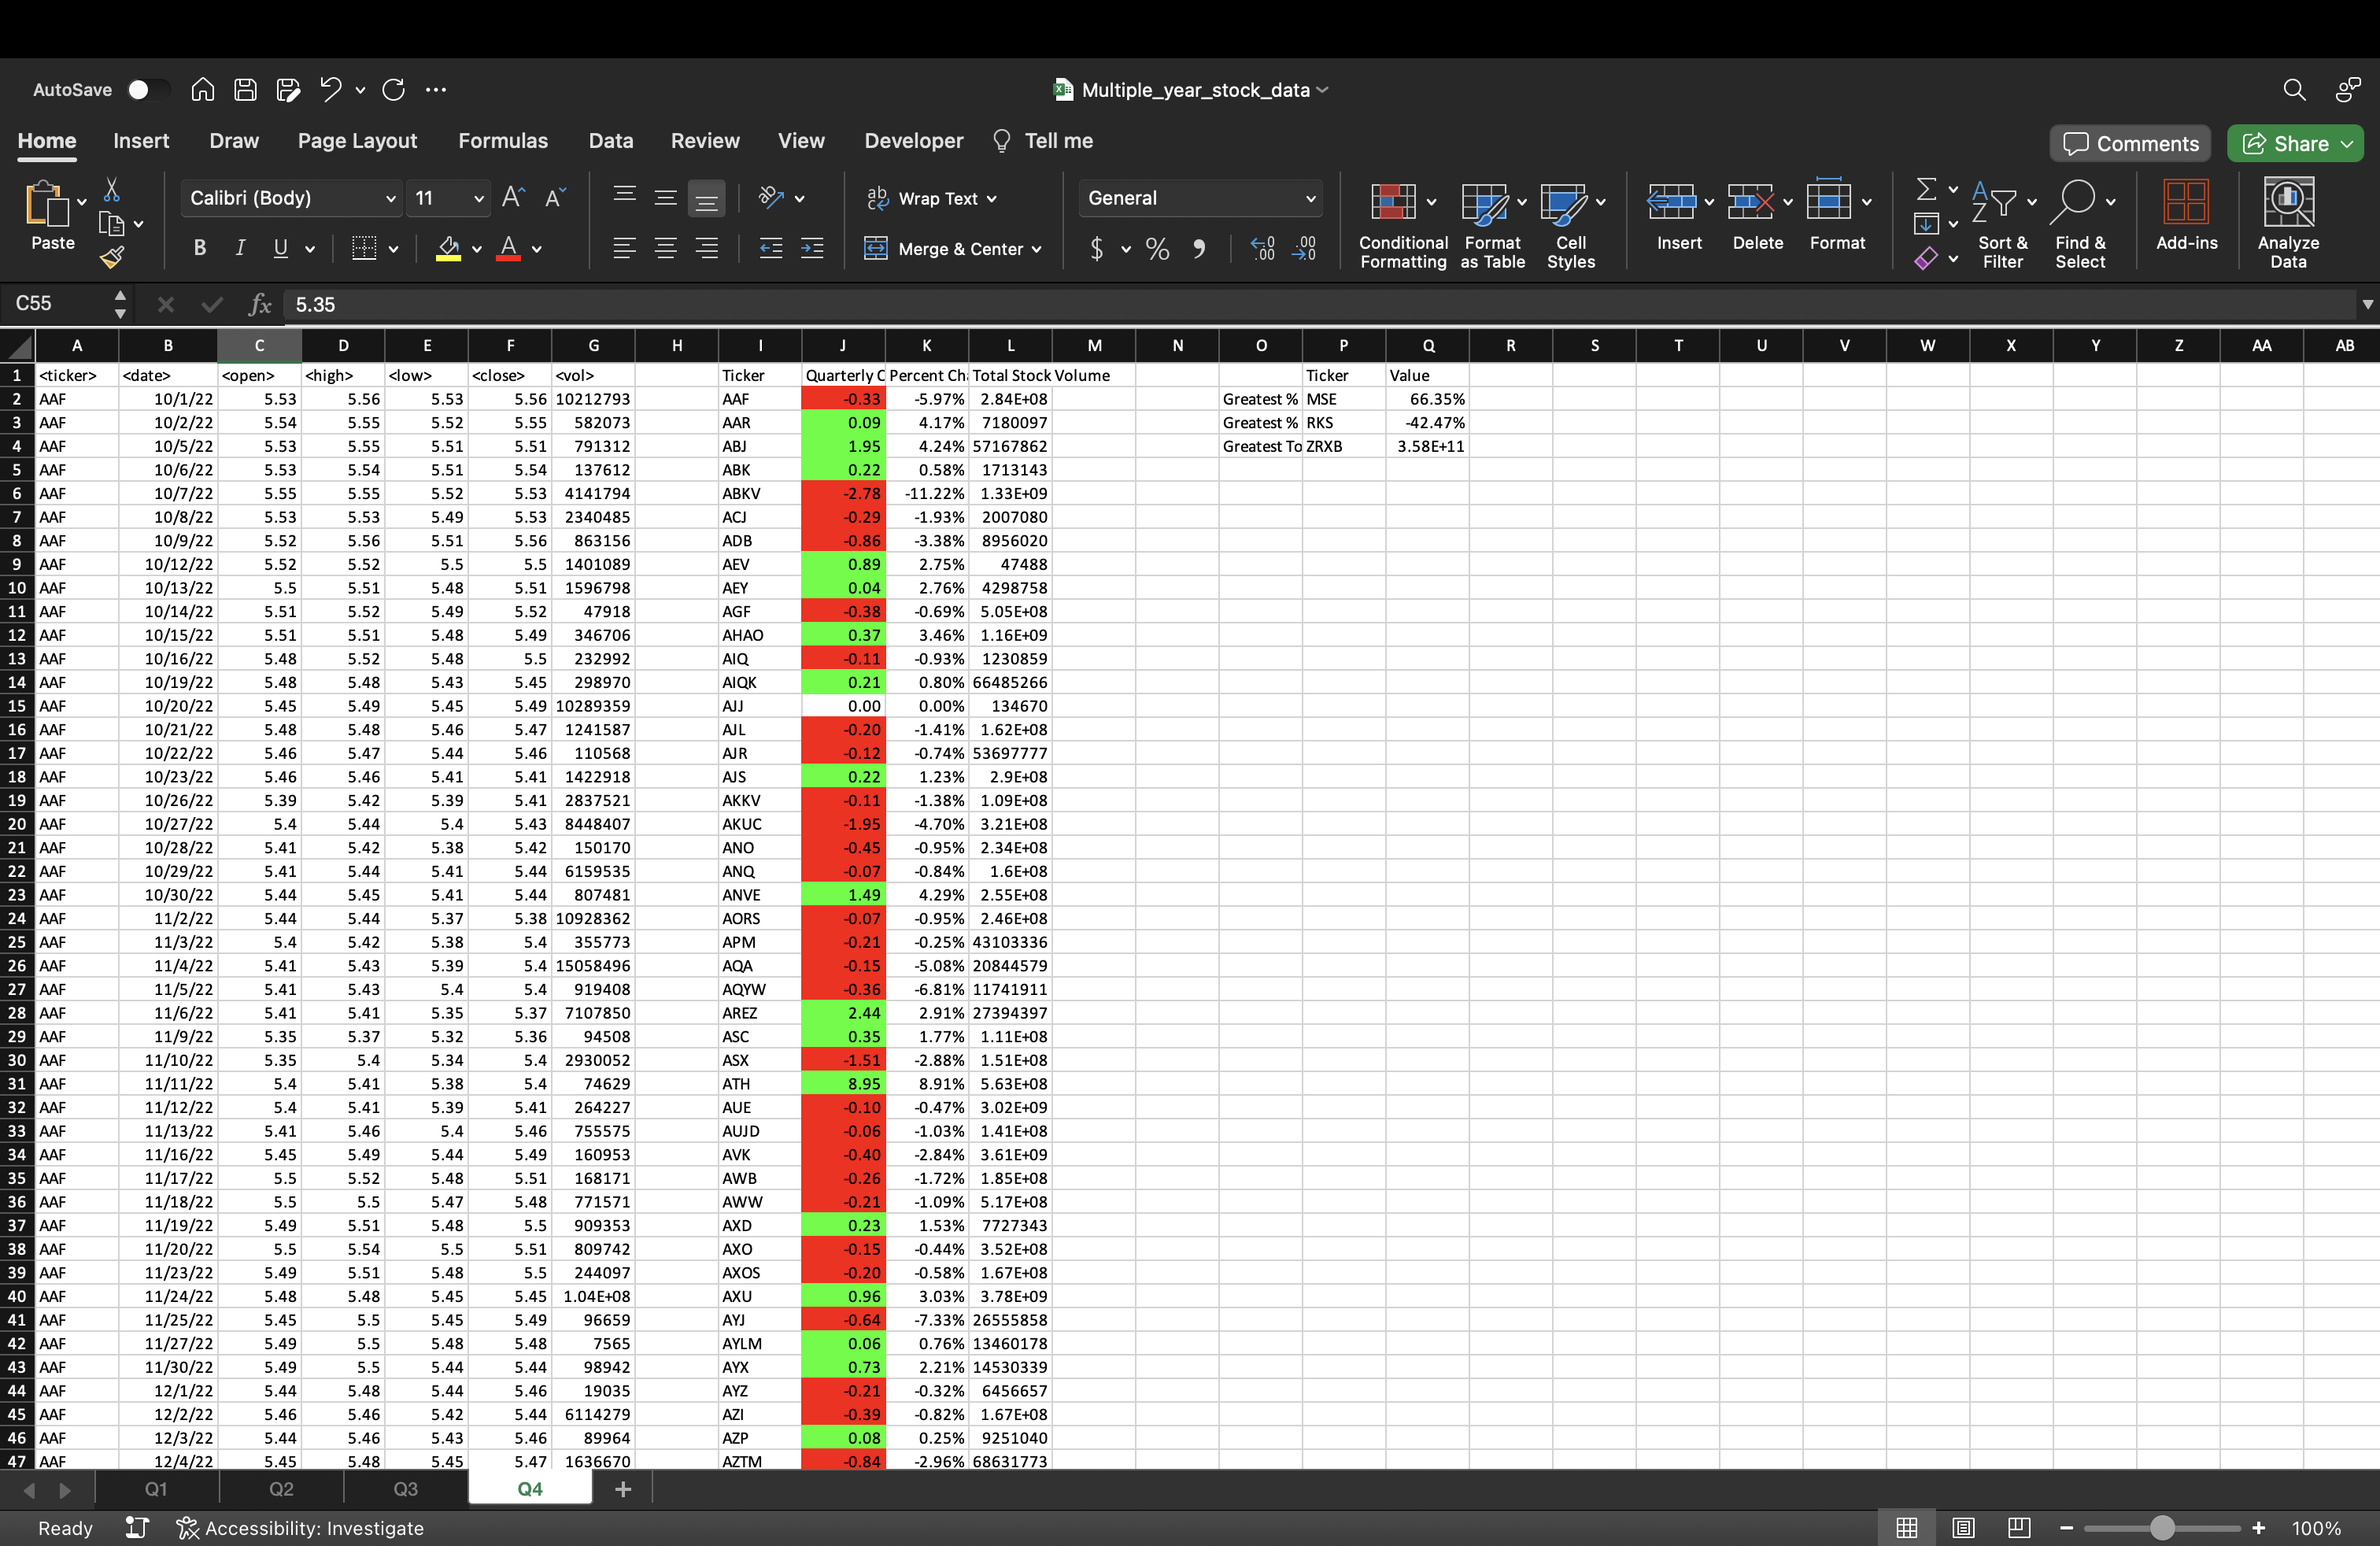 AutoSave Multiple_year_stock_data
Home Insert Draw Page Layout Formulas Data Review View Developer Tell me Comments Share
Paste Calibri (Body) 11 Wrap Text General Conditional Formatting Format as Table Cell Styles Insert Delete Format Sort & Filter Find & Select Add-ins Analyze Data
B I U A Merge & Center $ % 9
C55 fx 5.35
A B C D E F G H I J K L M N O P Q R S T U V W X Y Z AA AB
1 <ticker> <date> <open> <high> <low> <close> <vol> Ticker Quarterly C Percent Ch Total Stock Volume Ticker Value
2 AAF 10/1/22 5.53 5.56 5.53 5.56 10212793 AAF -0.33 -5.97% 2.84E+08 Greatest % MSE 66.35%
3 AAF 10/2/22 5.54 5.55 5.52 5.55 582073 AAR 0.09 4.17% 7180097 Greatest % RKS -42.47%
4 AAF 10/5/22 5.53 5.55 5.51 5.51 791312 ABJ 1.95 4.24% 57167862 Greatest To ZRXB 3.58E+11
5 AAF 10/6/22 5.53 5.54 5.51 5.54 137612 ABK 0.22 0.58% 1713143
6 AAF 10/7/22 5.55 5.55 5.52 5.53 4141794 ABKV -2.78 -11.22% 1.33E+09
7 AAF 10/8/22 5.53 5.53 5.49 5.53 2340485 ACJ -0.29 -1.93% 2007080
8 AAF 10/9/22 5.52 5.56 5.51 5.56 863156 ADB -0.86 -3.38% 8956020
9 AAF 10/12/22 5.52 5.52 5.5 5.5 1401089 AEV 0.89 2.75% 47488
10 AAF 10/13/22 5.5 5.51 5.48 5.51 1596798 AEY 0.04 2.76% 4298758
11 AAF 10/14/22 5.51 5.52 5.49 5.52 47918 AGF -0.38 -0.69% 5.05E+08
12 AAF 10/15/22 5.51 5.51 5.48 5.49 346706 AHAO 0.37 3.46% 1.16E+09
13 AAF 10/16/22 5.48 5.52 5.48 5.5 232992 AIQ -0.11 -0.93% 1230859
14 AAF 10/19/22 5.48 5.48 5.43 5.45 298970 AIQK 0.21 0.80% 66485266
15 AAF 10/20/22 5.45 5.49 5.45 5.49 10289359 AJJ 0.00 0.00% 134670
16 AAF 10/21/22 5.48 5.48 5.46 5.47 1241587 AJL -0.20 -1.41% 1.62E+08
17 AAF 10/22/22 5.46 5.47 5.44 5.46 110568 AJR -0.12 -0.74% 53697777
18 AAF 10/23/22 5.46 5.46 5.41 5.41 1422918 AJS 0.22 1.23% 2.9E+08
19 AAF 10/26/22 5.39 5.42 5.39 5.41 2837521 AKKV -0.11 -1.38% 1.09E+08
20 AAF 10/27/22 5.4 5.44 5.4 5.43 8448407 AKUC -1.95 -4.70% 3.21E+08
21 AAF 10/28/22 5.41 5.42 5.38 5.42 150170 ANO -0.45 -0.95% 2.34E+08
22 AAF 10/29/22 5.41 5.44 5.41 5.44 6159535 ANQ -0.07 -0.84% 1.6E+08
23 AAF 10/30/22 5.44 5.45 5.41 5.44 807481 ANVE 1.49 4.29% 2.55E+08
24 AAF 11/2/22 5.44 5.44 5.37 5.38 10928362 AORS -0.07 -0.95% 2.46E+08
25 AAF 11/3/22 5.4 5.42 5.38 5.4 355773 APM -0.21 -0.25% 43103336
26 AAF 11/4/22 5.41 5.43 5.39 5.4 15058496 AQA -0.15 -5.08% 20844579
27 AAF 11/5/22 5.41 5.43 5.4 5.4 919408 AQYW -0.36 -6.81% 11741911
28 AAF 11/6/22 5.41 5.41 5.35 5.37 7107850 AREZ 2.44 2.91% 27394397
29 AAF 11/9/22 5.35 5.37 5.32 5.36 94508 ASC 0.35 1.77% 1.11E+08
30 AAF 11/10/22 5.35 5.4 5.34 5.4 2930052 ASX -1.51 -2.88% 1.51E+08
31 AAF 11/11/22 5.4 5.41 5.38 5.4 74629 ATH 8.95 8.91% 5.63E+08
32 AAF 11/12/22 5.4 5.41 5.39 5.41 264227 AUE -0.10 -0.47% 3.02E+09
33 AAF 11/13/22 5.41 5.46 5.4 5.46 755575 AUJD -0.06 -1.03% 1.41E+08
34 AAF 11/16/22 5.45 5.49 5.44 5.49 160953 AVK -0.40 -2.84% 3.61E+09
35 AAF 11/17/22 5.5 5.52 5.48 5.51 168171 AWB -0.26 -1.72% 1.85E+08
36 AAF 11/18/22 5.5 5.5 5.47 5.48 771571 AWW -0.21 -1.09% 5.17E+08
37 AAF 11/19/22 5.49 5.51 5.48 5.5 909353 AXD 0.23 1.53% 7727343
38 AAF 11/20/22 5.5 5.54 5.5 5.51 809742 AXO -0.15 -0.44% 3.52E+08
39 AAF 11/23/22 5.49 5.51 5.48 5.5 244097 AXOS -0.20 -0.58% 1.67E+08
40 AAF 11/24/22 5.48 5.48 5.45 5.45 1.04E+08 AXU 0.96 3.03% 3.78E+09
41 AAF 11/25/22 5.45 5.5 5.45 5.49 96659 AYJ -0.64 -7.33% 26555858
42 AAF 11/27/22 5.49 5.5 5.48 5.48 7565 AYLM 0.06 0.76% 13460178
43 AAF 11/30/22 5.49 5.5 5.44 5.44 98942 AYX 0.73 2.21% 14530339
44 AAF 12/1/22 5.44 5.48 5.44 5.46 19035 AYZ -0.21 -0.32% 6456657
45 AAF 12/2/22 5.46 5.46 5.42 5.44 6114279 AZI -0.39 -0.82% 1.67E+08
46 AAF 12/3/22 5.44 5.46 5.43 5.46 89964 AZP 0.08 0.25% 9251040
47 AAF 12/4/22 5.45 5.48 5.45 5.47 1636670 AZTM -0.84 -2.96% 68631773
Q1 Q2 Q3 Q4 +
Ready Accessibility: Investigate 100%